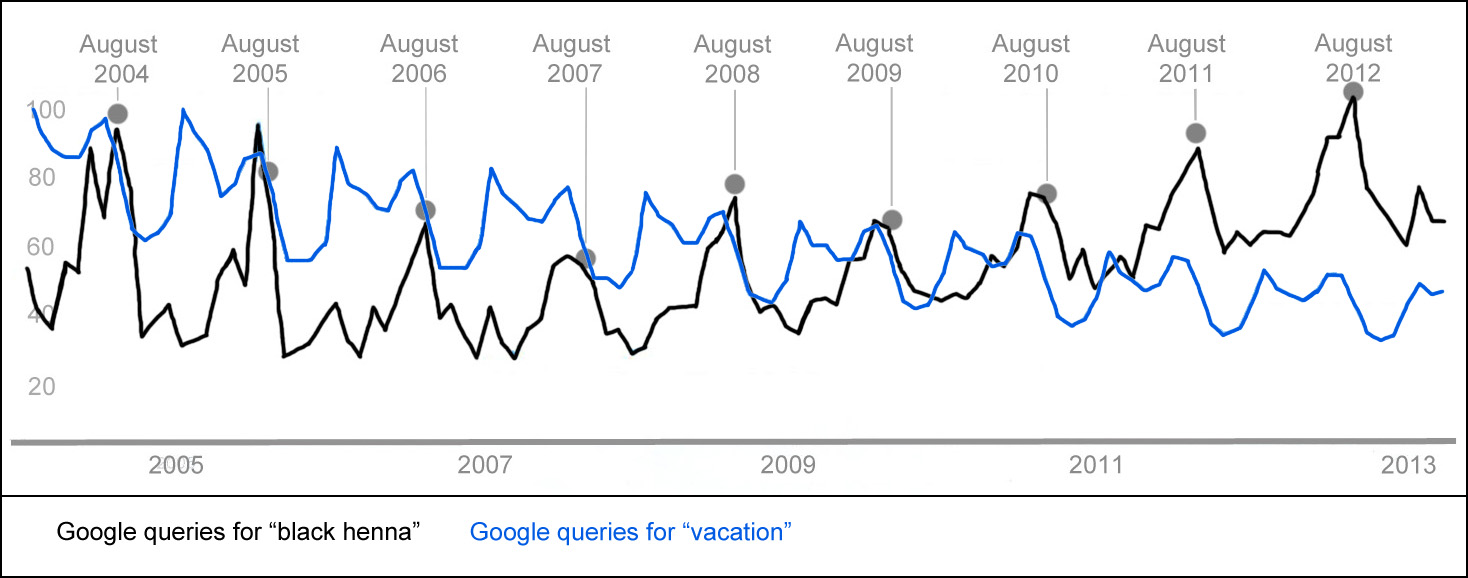 August August August August August August August August August
2004 2005 2006 2007 2008 2009 2010 2011 2012
100
80
60
40
20
2005 2007 2009 2011 2013
Google queries for “black henna” Google queries for “vacation”